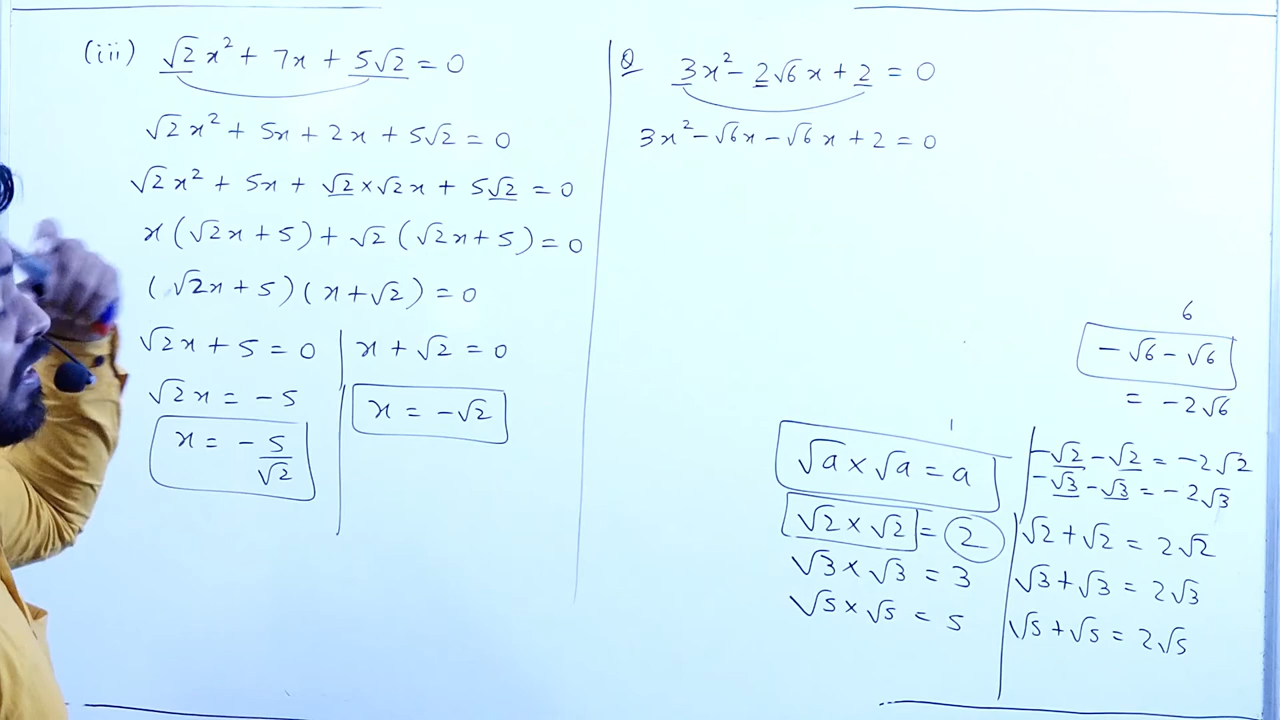 (iii) √2 x² + 7x + 5√2 = 0
√2 x² + 5x + 2x + 5√2 = 0
√2 x² + 5x + √2 × √2 x + 5√2 = 0
x (√2x + 5) + √2 (√2x + 5) = 0
(√2x + 5) (x + √2) = 0
√2x + 5 = 0
√2x = -5
x = - 5/√2
x + √2 = 0
x = -√2
Q 3x² - 2√6 x + 2 = 0
3x² - √6x - √6 x + 2 = 0
6
-√6 - √6
= -2√6
√a × √a = a
√2 × √2 = 2
√3 × √3 = 3
√5 × √5 = 5
-√2 - √2 = -2√2
-√3 - √3 = -2√3
√2 + √2 = 2√2
√3 + √3 = 2√3
√5 + √5 = 2√5